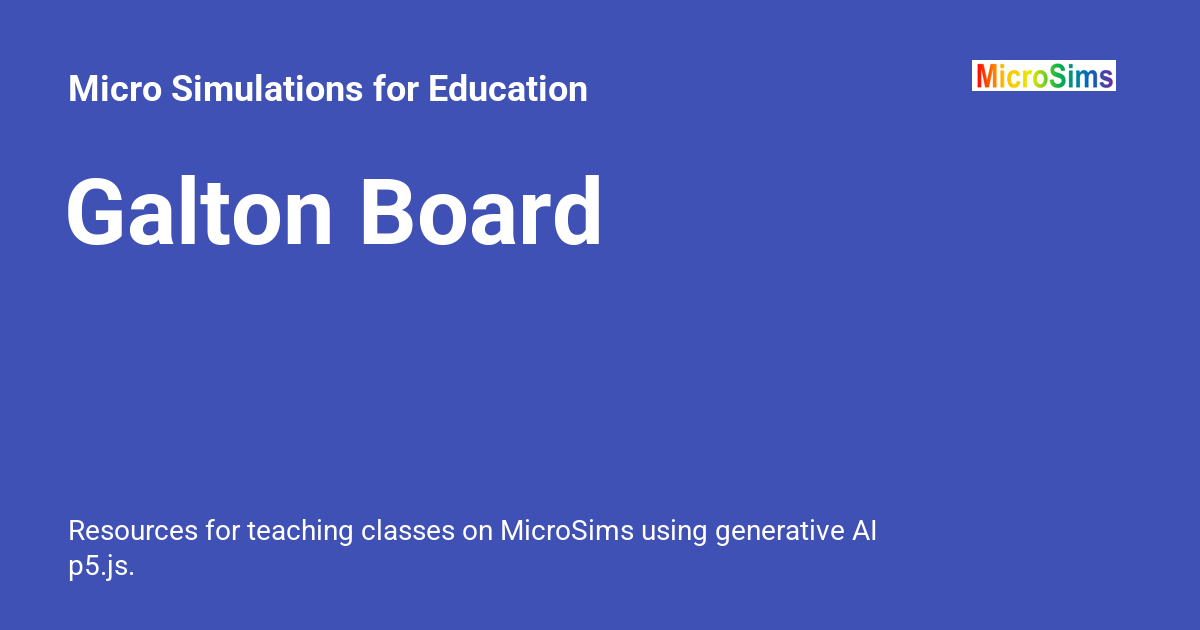 Micro Simulations for Education
MicroSims
Galton Board
Resources for teaching classes on MicroSims using generative AI
p5.js.